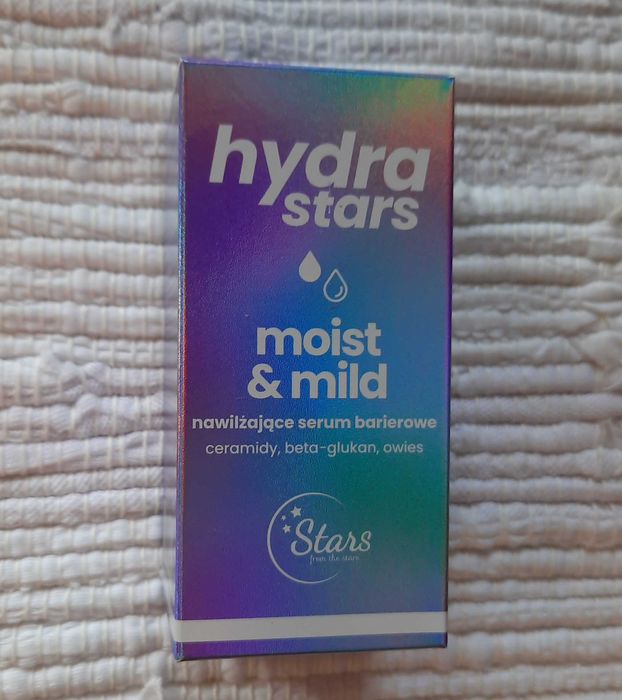 hydra
stars
moist
& mild
nawilżające serum barierowe
ceramidy, beta-glukan, owies
Stars
from the stars